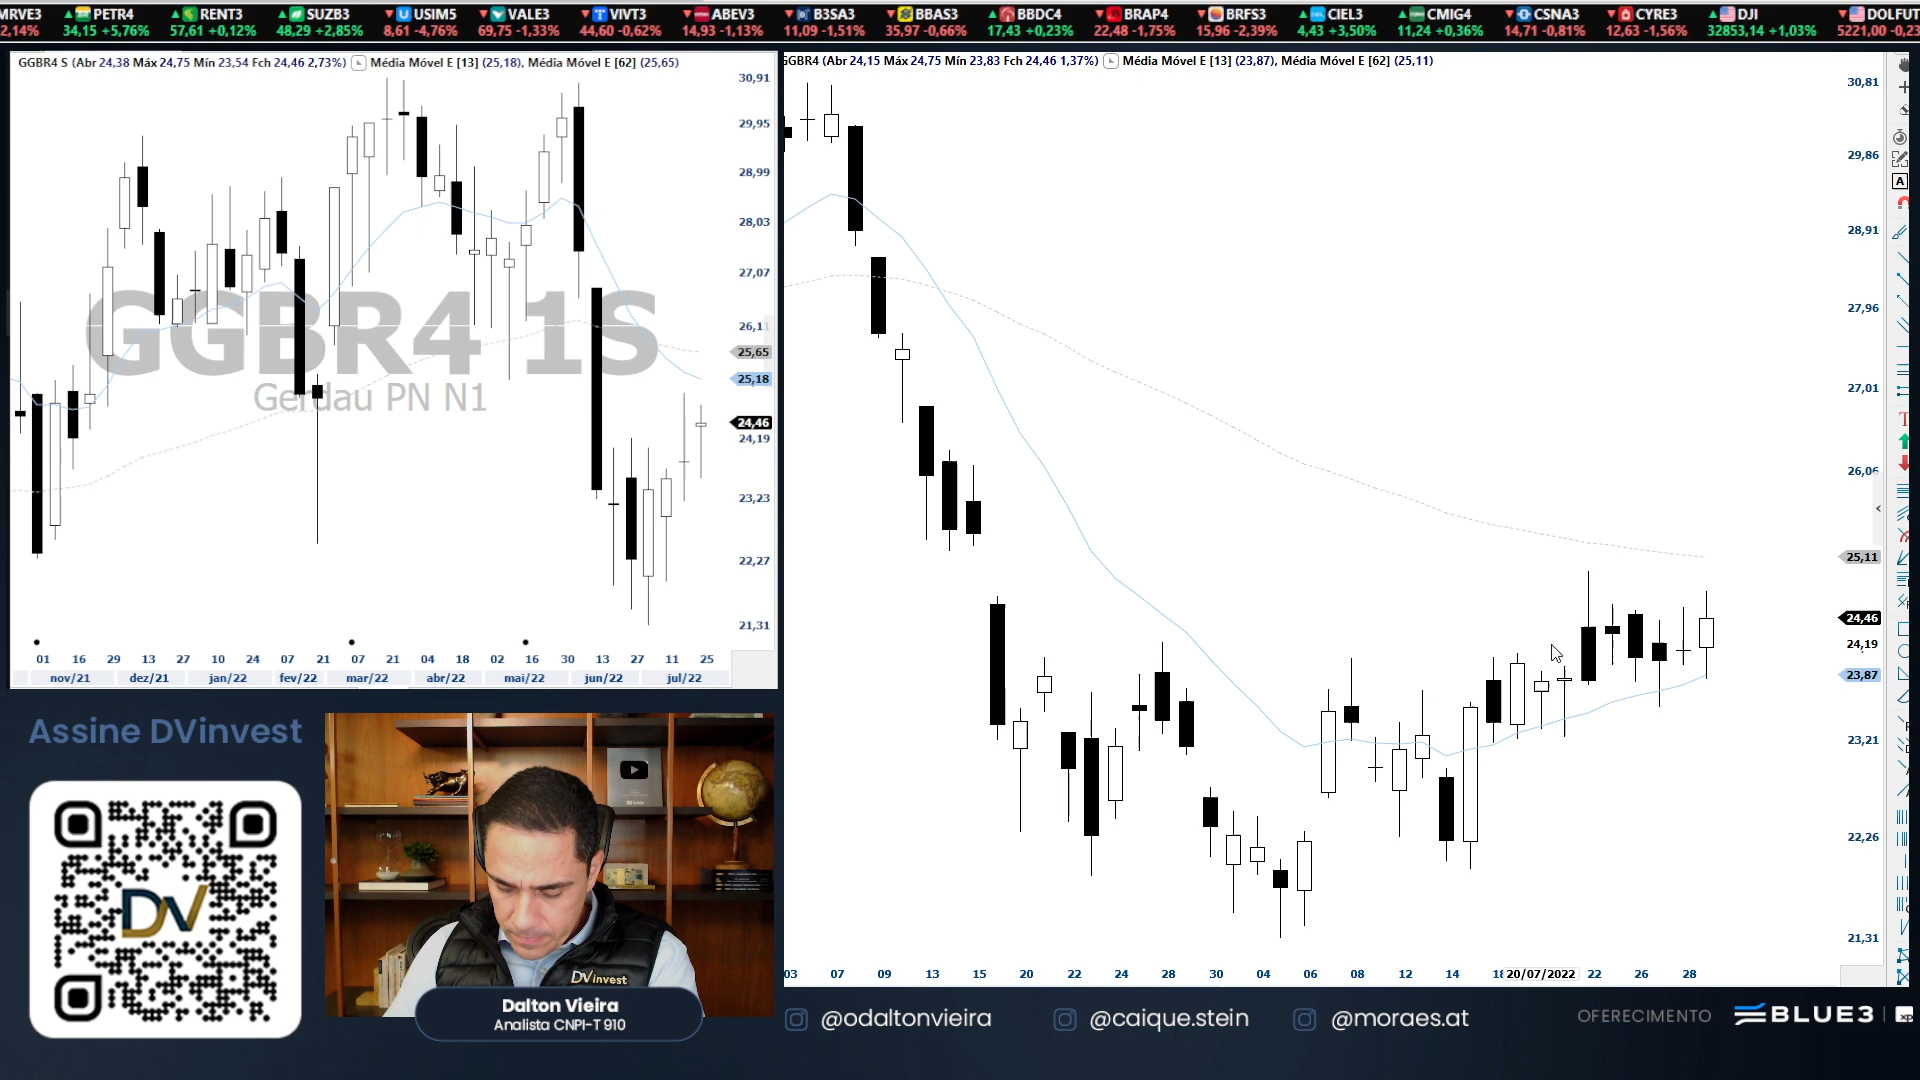 MRVE3 PETR4 RENT3 SUZB3 USIM5 VALE3 VIVT3 ABEV3 B3SA3 BBAS3 BBDC4 BRAP4 BRFS3 CIEL3 CMIG4 CSNA3 CYRE3 DJI DOLFUT
2,14% 34,15 +5,76% 57,61 +0,12% 48,29 +2,85% 8,61 -4,76% 69,75 -1,33% 44,60 -0,62% 14,93 -1,13% 11,09 -1,51% 35,97 -0,66% 17,43 +0,23% 22,48 -1,75% 15,96 -2,39% 4,43 +3,50% 11,24 +0,36% 14,71 -0,81% 12,63 -1,56% 32853,14 +1,03% 5221,00 -0,23
GGBR4 S (Abr 24,38 Máx 24,75 Mín 23,54 Fch 24,46 2,73%) Média Móvel E [13] (25,18), Média Móvel E [62] (25,65)
30,91
29,95
28,99
28,03
27,07
26,11
25,65
25,18
24,46
24,19
23,23
22,27
21,31
GGBR4 1S
Gerdau PN N1
01 16 29 13 27 10 24 07 21 07 21 04 18 02 16 30 13 27 11 25
nov/21 dez/21 jan/22 fev/22 mar/22 abr/22 mai/22 jun/22 jul/22
GGBR4 (Abr 24,15 Máx 24,75 Mín 23,83 Fch 24,46 1,37%) Média Móvel E [13] (23,87), Média Móvel E [62] (25,11)
30,81
29,86
28,91
27,96
27,01
26,06
25,11
24,46
24,19
23,87
23,21
22,26
21,31
03 07 09 13 15 20 22 24 28 30 04 06 08 12 14 18 20/07/2022 22 26 28
A
T
Assine DVinvest
DV
DVinvest
Dalton Vieira
Analista CNPI-T 910
@odaltonvieira @caique.stein @moraes.at
OFERECIMENTO BLUE3 xp